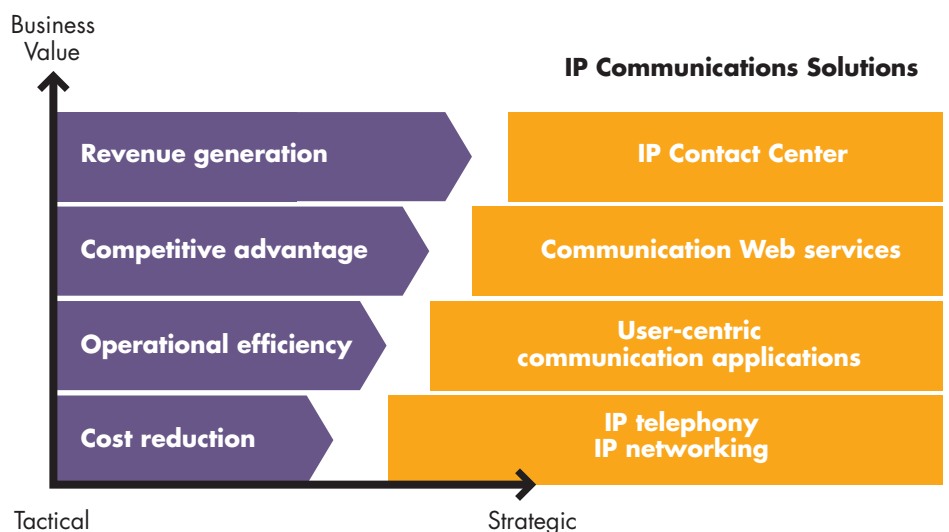 Business
Value
IP Communications Solutions
Revenue generation
IP Contact Center
Competitive advantage
Communication Web services
Operational efficiency
User-centric
communication applications
Cost reduction
IP telephony
IP networking
Tactical
Strategic